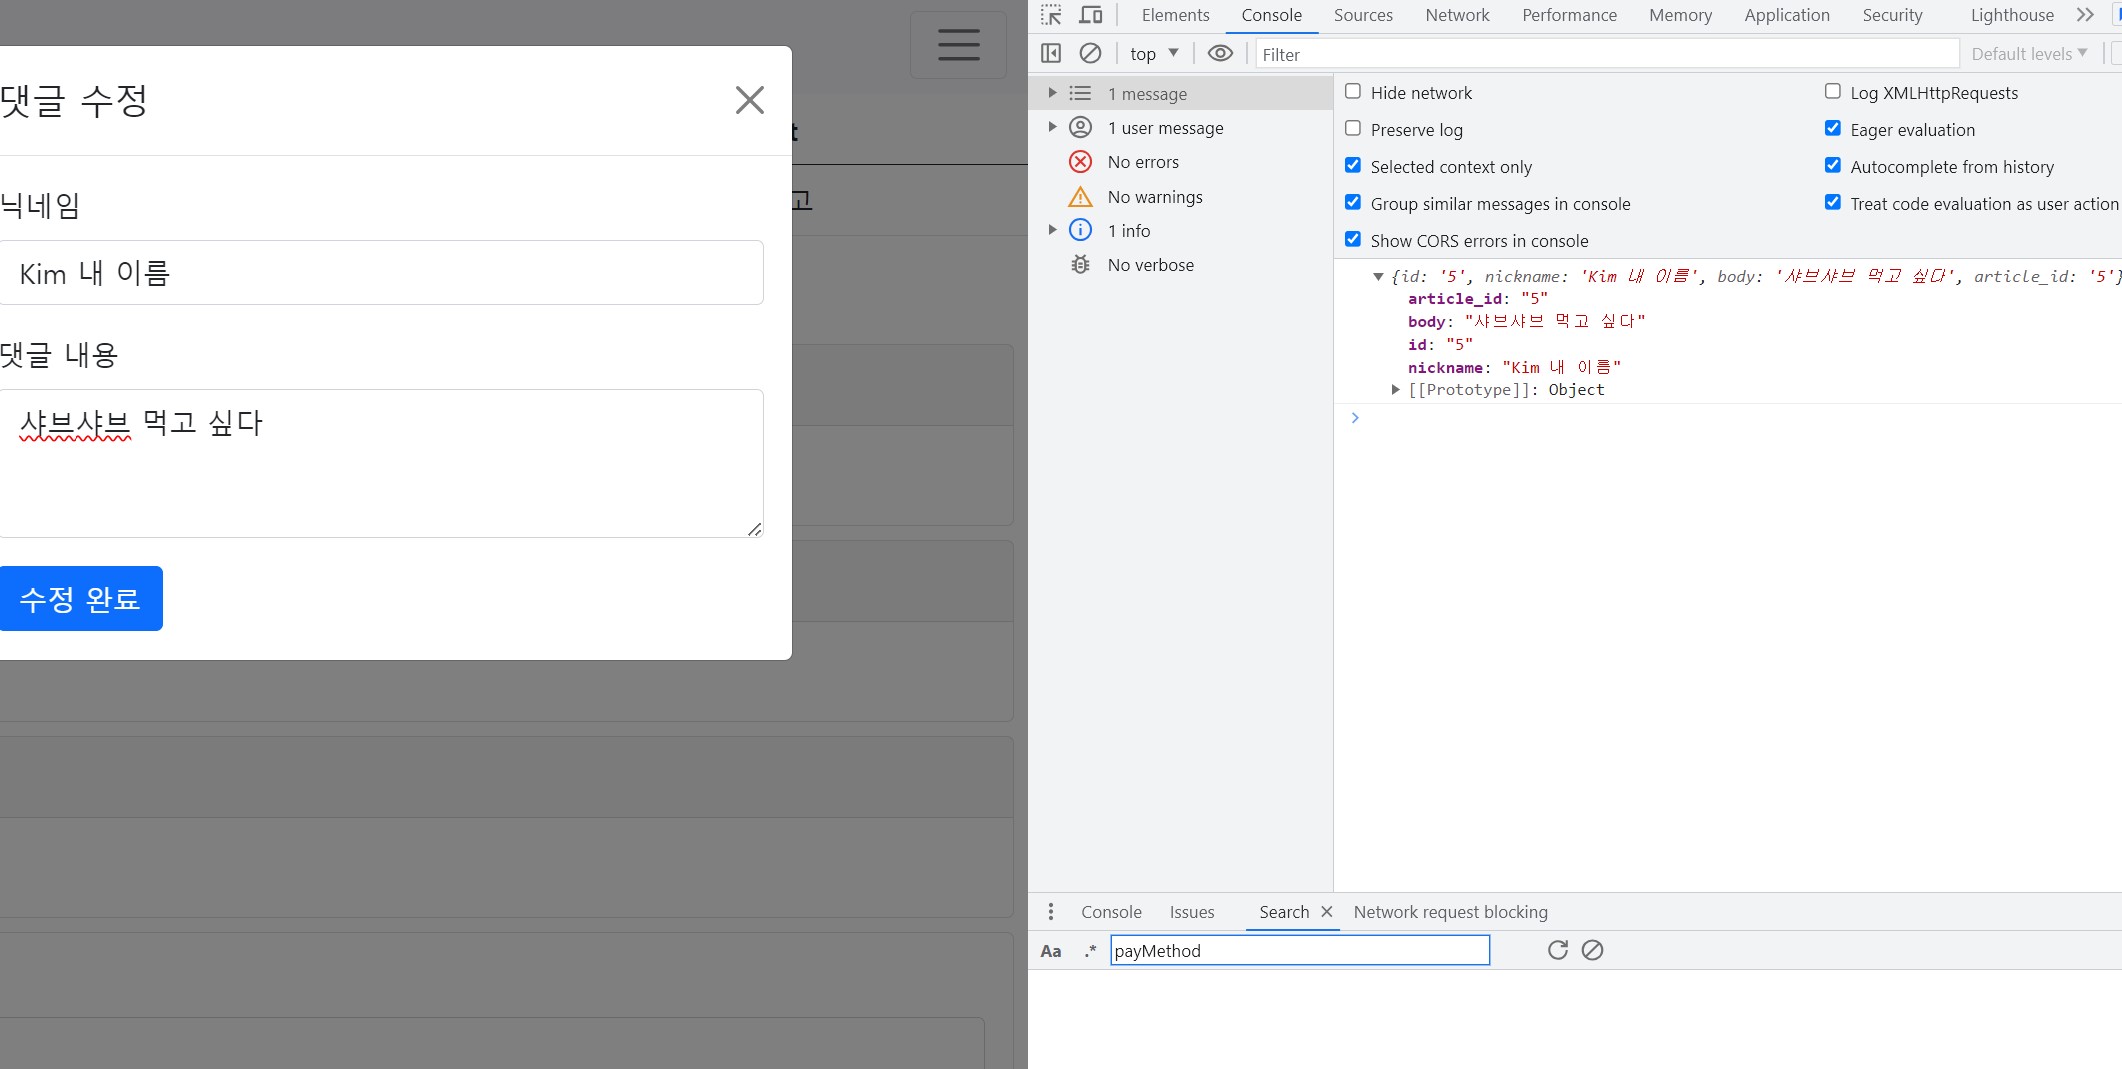 댓글 수정
닉네임
Kim 내 이름
댓글 내용
샤브샤브 먹고 싶다
수정 완료
t
고
Elements Console Sources Network Performance Memory Application Security Lighthouse
top Filter Default levels
1 message
1 user message
No errors
No warnings
1 info
No verbose
Hide network Log XMLHttpRequests
Preserve log Eager evaluation
Selected context only Autocomplete from history
Group similar messages in console Treat code evaluation as user action
Show CORS errors in console
{id: '5', nickname: 'Kim 내 이름', body: '샤브샤브 먹고 싶다', article_id: '5'}
article_id: "5"
body: "샤브샤브 먹고 싶다"
id: "5"
nickname: "Kim 내 이름"
[[Prototype]]: Object
Console Issues Search Network request blocking
Aa .* payMethod